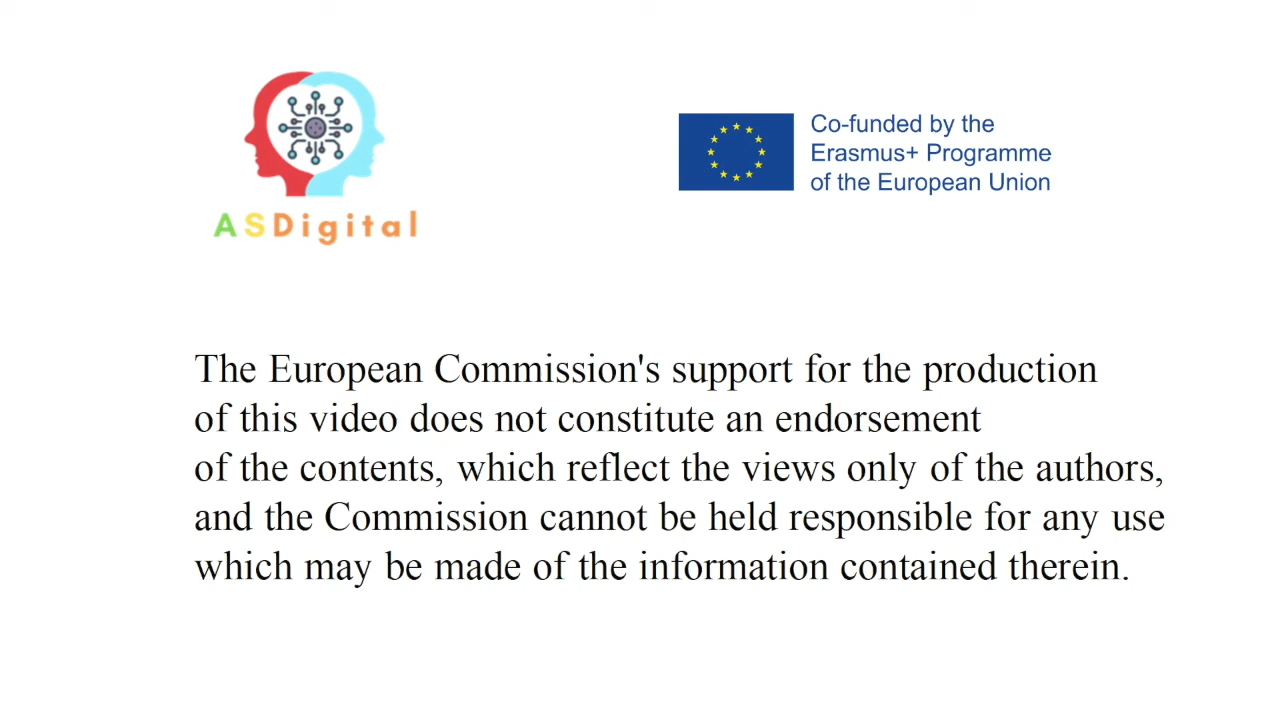 ASDigital
Co-funded by the
Erasmus+ Programme
of the European Union
The European Commission's support for the production
of this video does not constitute an endorsement
of the contents, which reflect the views only of the authors,
and the Commission cannot be held responsible for any use
which may be made of the information contained therein.